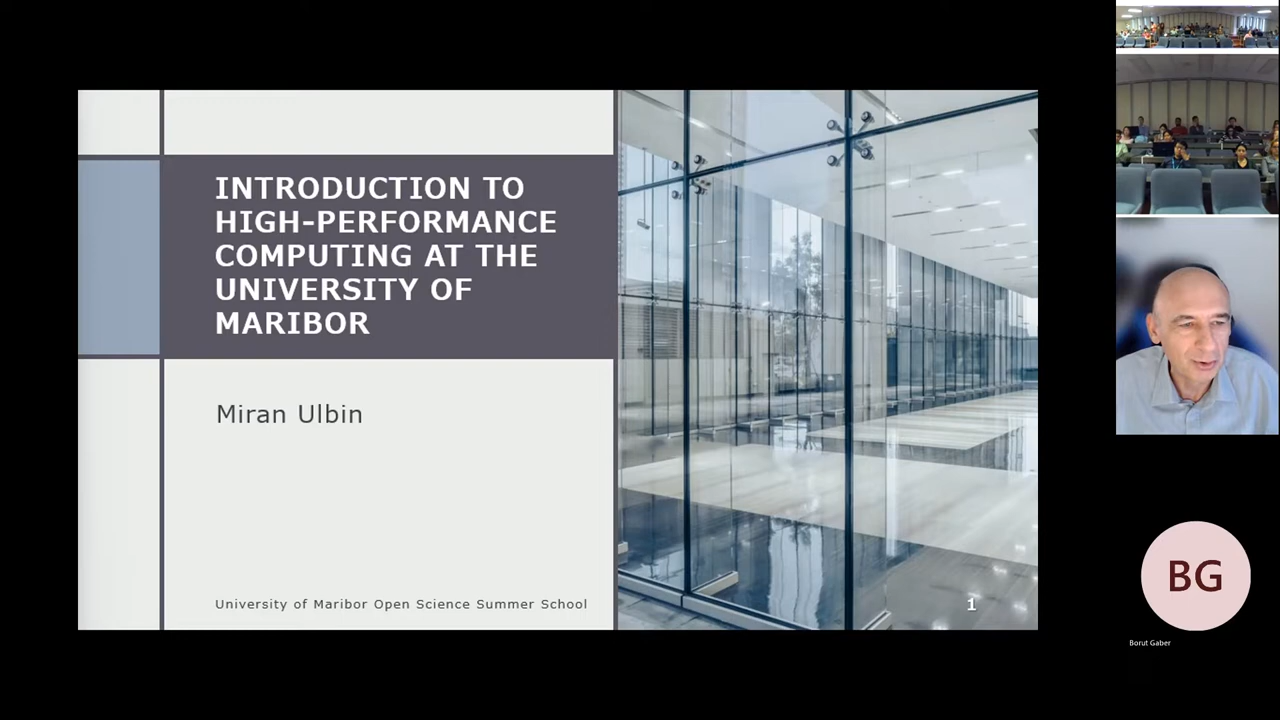 INTRODUCTION TO
HIGH-PERFORMANCE
COMPUTING AT THE
UNIVERSITY OF
MARIBOR
Miran Ulbin
University of Maribor Open Science Summer School
1
BG
Borut Gaber